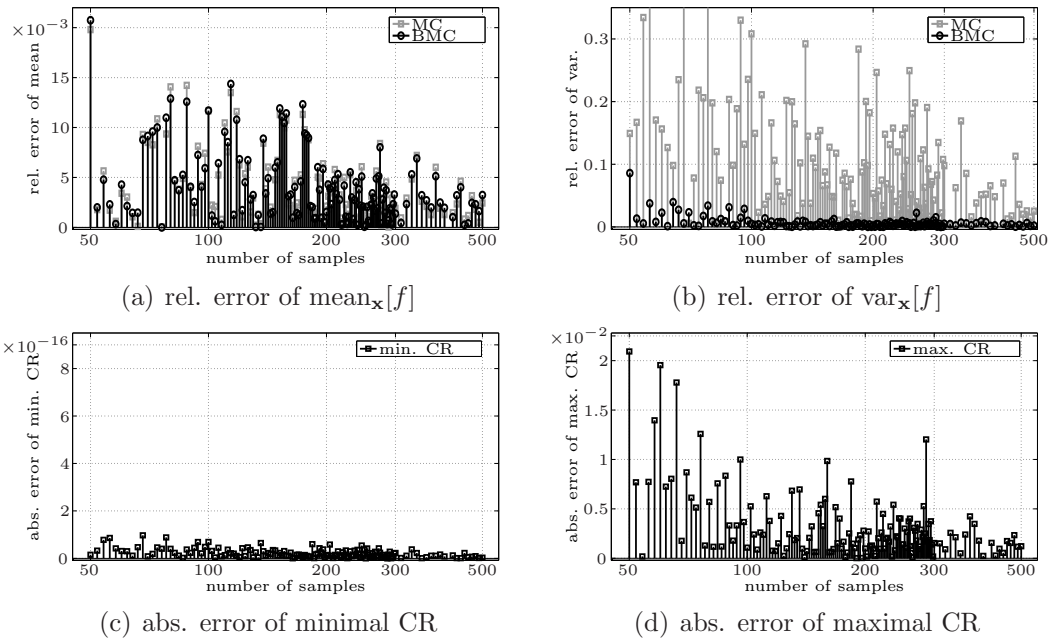 ×10⁻³
MC
BMC
rel. error of mean
15
10
5
0
50
100
200
300
500
number of samples
(a) rel. error of meanₓ[f]
MC
BMC
rel. error of var.
0.3
0.2
0.1
0
50
100
200
300
500
number of samples
(b) rel. error of varₓ[f]
×10⁻¹⁶
min. CR
abs. error of min. CR
8
6
4
2
0
50
100
200
300
500
number of samples
(c) abs. error of minimal CR
×10⁻²
max. CR
abs. error of max. CR
2
1.5
1
0.5
0
50
100
200
300
500
number of samples
(d) abs. error of maximal CR